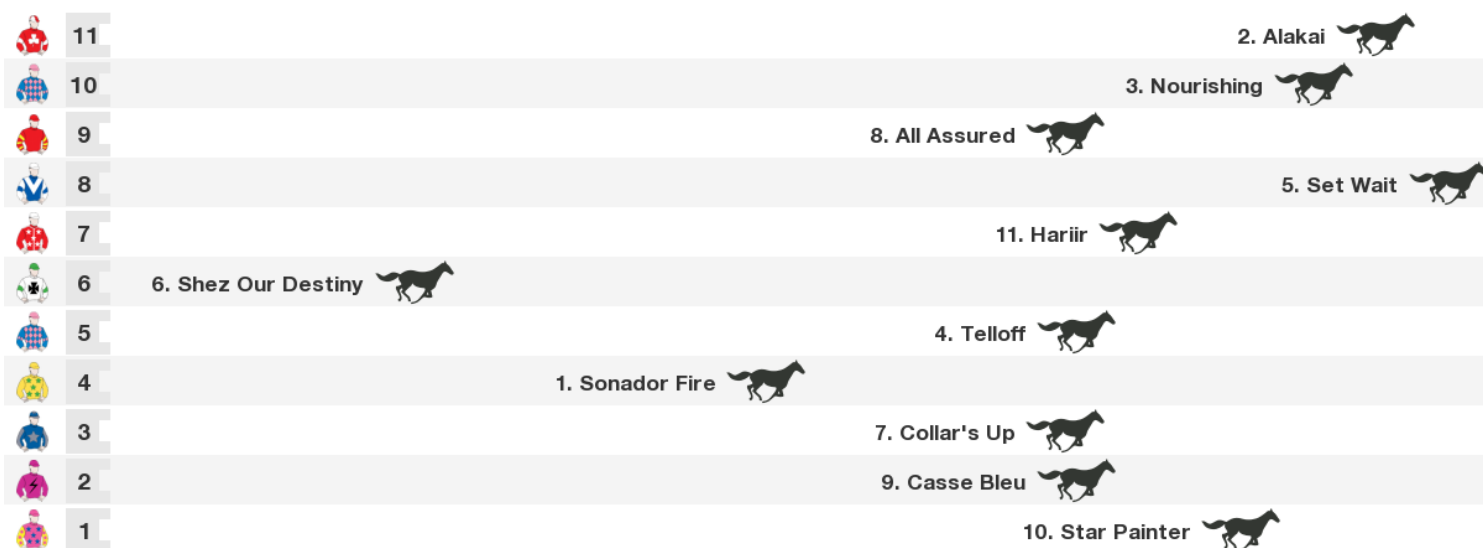 11 2. Alakai
10 3. Nourishing
9 8. All Assured
8 5. Set Wait
7 11. Hariir
6 6. Shez Our Destiny
5 4. Telloff
4 1. Sonador Fire
3 7. Collar's Up
2 9. Casse Bleu
1 10. Star Painter